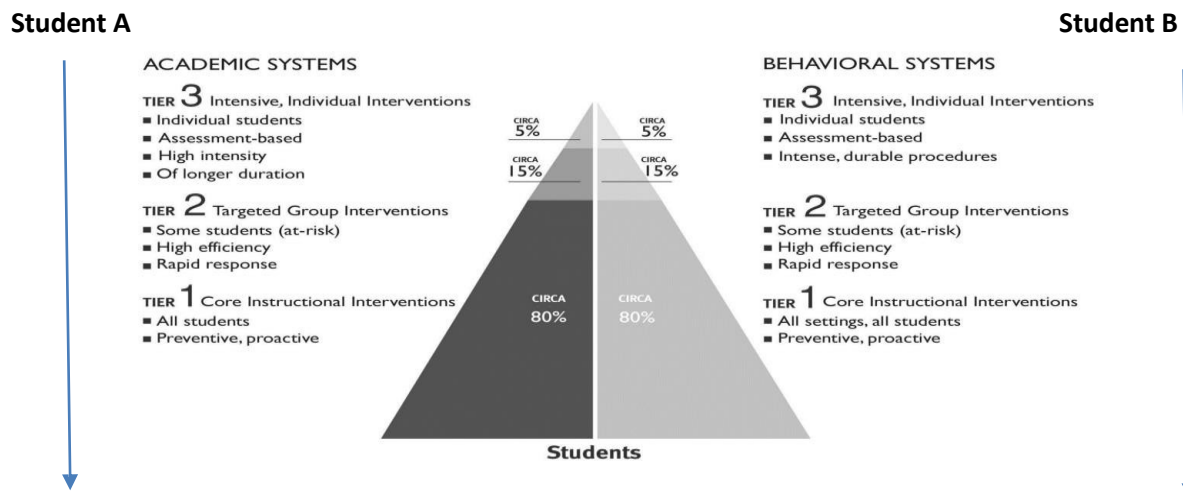 Student A
Student B
ACADEMIC SYSTEMS
TIER 3 Intensive, Individual Interventions
■ Individual students
■ Assessment-based
■ High intensity
■ Of longer duration
TIER 2 Targeted Group Interventions
■ Some students (at-risk)
■ High efficiency
■ Rapid response
TIER 1 Core Instructional Interventions
■ All students
■ Preventive, proactive
CIRCA
5%
CIRCA
15%
CIRCA
80%
CIRCA
5%
CIRCA
15%
CIRCA
80%
Students
BEHAVIORAL SYSTEMS
TIER 3 Intensive, Individual Interventions
■ Individual students
■ Assessment-based
■ Intense, durable procedures
TIER 2 Targeted Group Interventions
■ Some students (at-risk)
■ High efficiency
■ Rapid response
TIER 1 Core Instructional Interventions
■ All settings, all students
■ Preventive, proactive